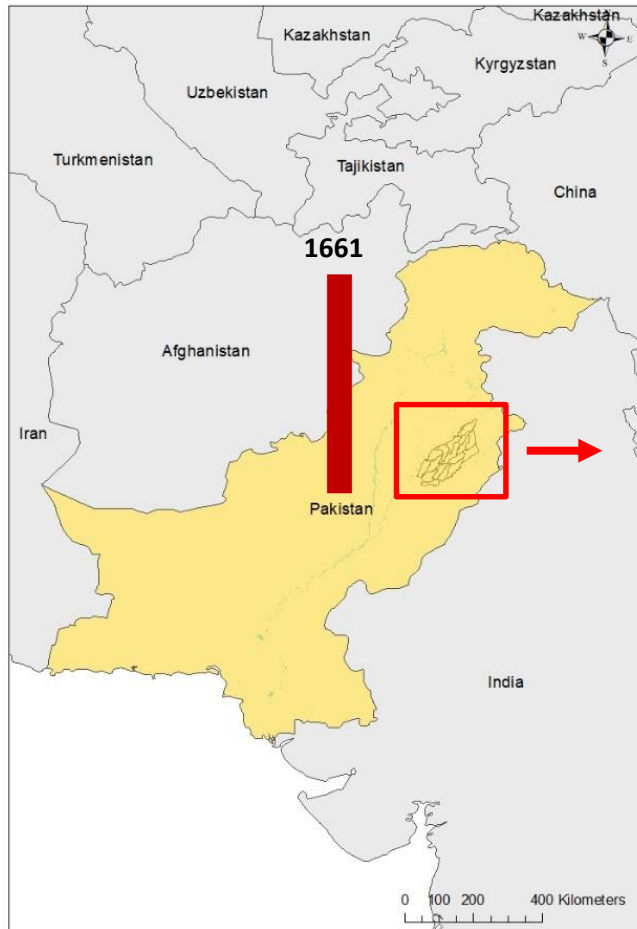 Kazakhstan
Kazakhstan
W E
S
Kyrgyzstan
Uzbekistan
Turkmenistan
Tajikistan
China
1661
Afghanistan
Iran
Pakistan
India
0 100 200 400 Kilometers